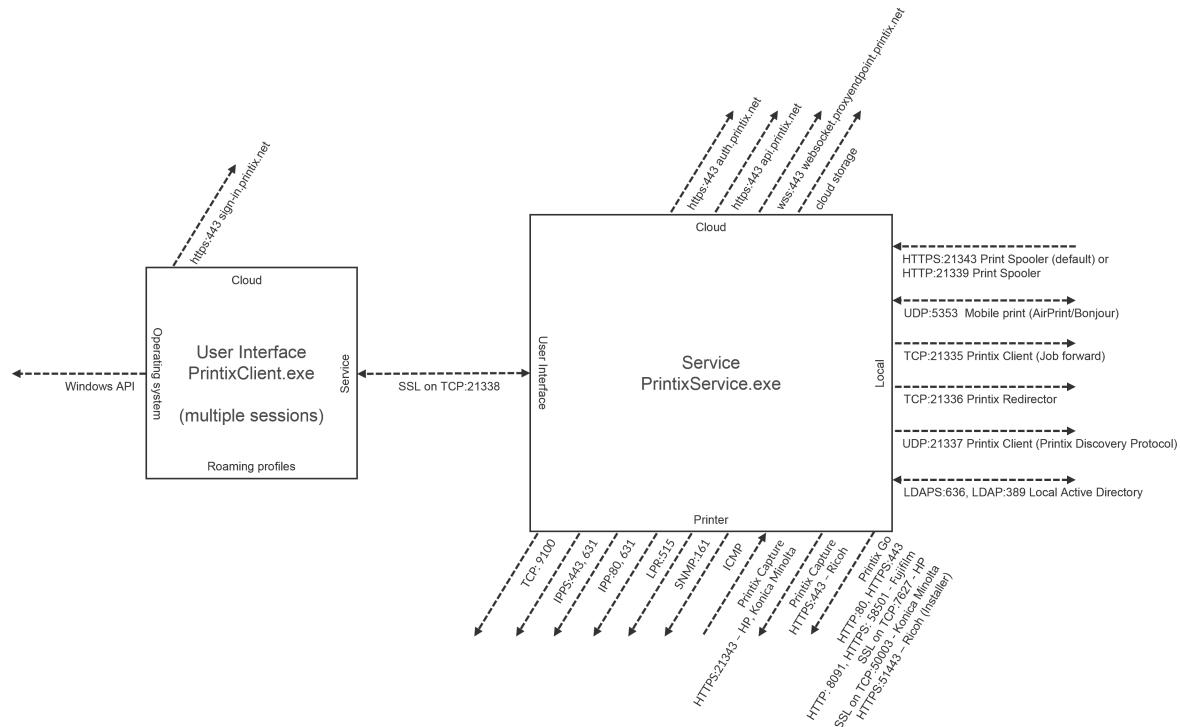 https:443 sign-in.printix.net
https:443 auth.printix.net
https:443 api.printix.net
wss:443 websocket.proxyendpoint.printix.net
cloud storage
Cloud
Operating system
User Interface
PrintixClient.exe
(multiple sessions)
Service
Roaming profiles
Windows API
SSL on TCP:21338
Cloud
User Interface
Service
PrintixService.exe
Local
Printer
HTTPS:21343 Print Spooler (default) or
HTTP:21339 Print Spooler
UDP:5353  Mobile print (AirPrint/Bonjour)
TCP:21335 Printix Client (Job forward)
TCP:21336 Printix Redirector
UDP:21337 Printix Client (Printix Discovery Protocol)
LDAPS:636, LDAP:389 Local Active Directory
TCP: 9100
IPPS:443, 631
IPP:80, 631
LPR:515
SNMP:161
ICMP
Printix Capture
HTTPS:21343 – HP, Konica Minolta
Printix Capture
HTTPS:443 – Ricoh
Printix Go
HTTP:80, HTTPS:443
HTTP: 8091, HTTPS: 58501 - Fujifilm
SSL on TCP:7627 - HP
SSL on TCP:50003 - Konica Minolta
HTTPS:51443 – Ricoh (Installer)